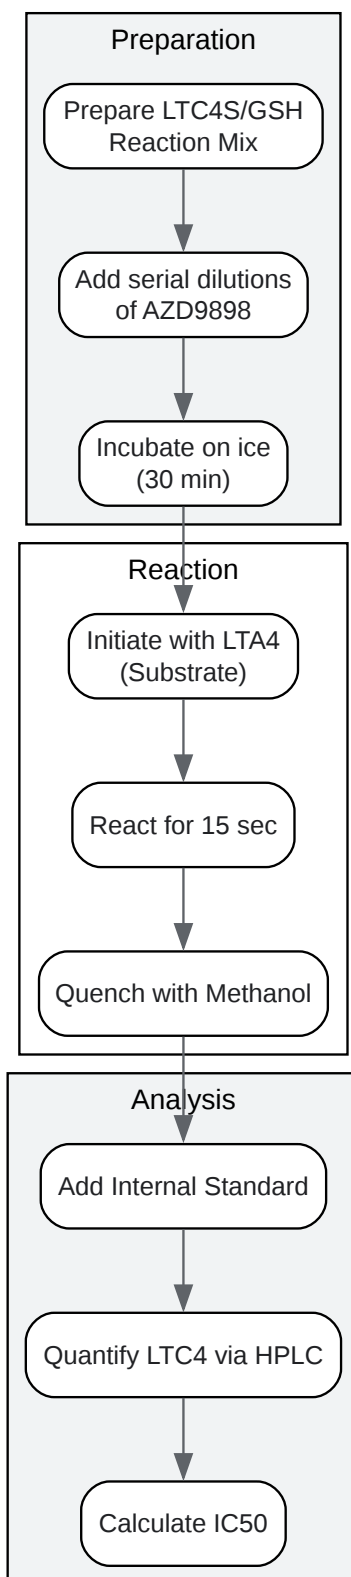 Preparation
Prepare LTC4S/GSH
Reaction Mix
Add serial dilutions
of AZD9898
Incubate on ice
(30 min)
Reaction
Initiate with LTA4
(Substrate)
React for 15 sec
Quench with Methanol
Analysis
Add Internal Standard
Quantify LTC4 via HPLC
Calculate IC50